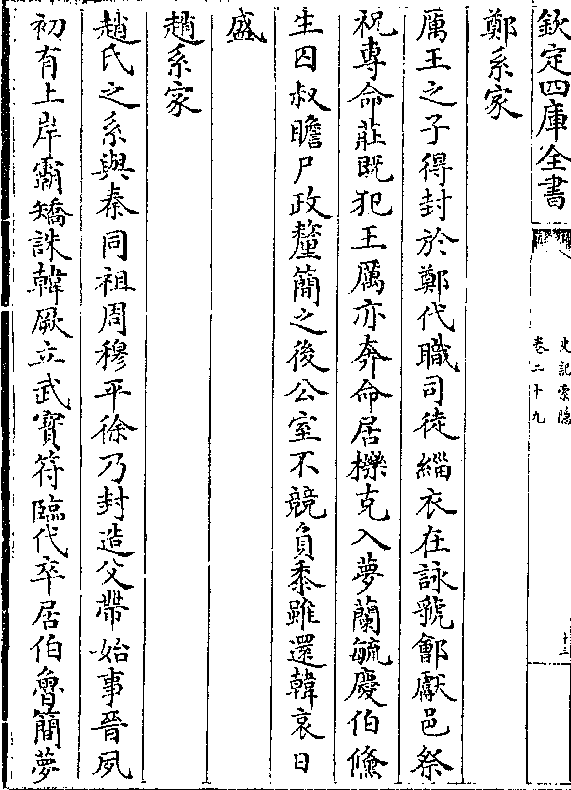 欽定四庫全書
史記索隱
卷二十九
鄭系家
厲王之子得封於鄭代職司徒緇衣在詠虢鄶獻邑祭
祝專命莊既犯王厲亦奔命居櫟克入夢蘭毓慶伯儵
生囚叔瞻尸政釐簡之後公室不競負黍雖還韓哀日
盛
趙系家
趙氏之系與秦同祖周穆平徐乃封造父帶始事晉夙
初有土岸賈矯誅韓厥立武寶符臨代卒居伯魯簡夢